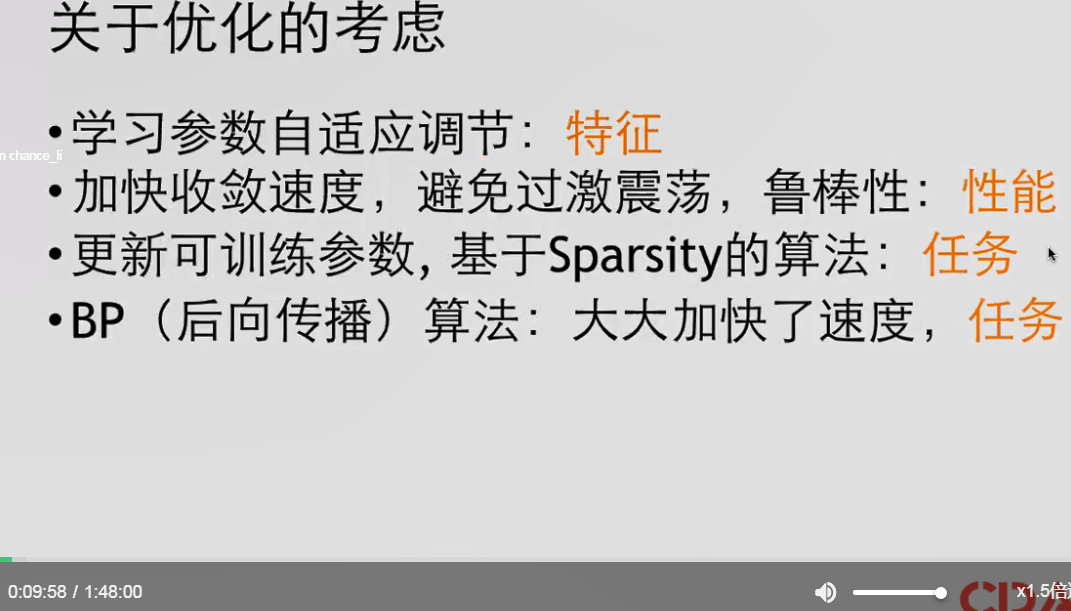 关于优化的考虑
•学习参数自适应调节：特征
n chance_li
•加快收敛速度，避免过激震荡，鲁棒性：性能
•更新可训练参数, 基于Sparsity的算法：任务
•BP（后向传播）算法：大大加快了速度，任务
0:09:58 / 1:48:00
x1.5倍